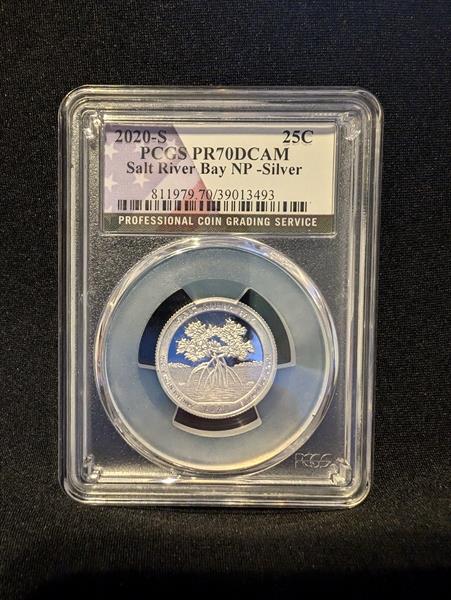 2020-S 25C
PCGS PR70DCAM
Salt River Bay NP -Silver
811979.70/39013493
PROFESSIONAL COIN GRADING SERVICE
PCGS